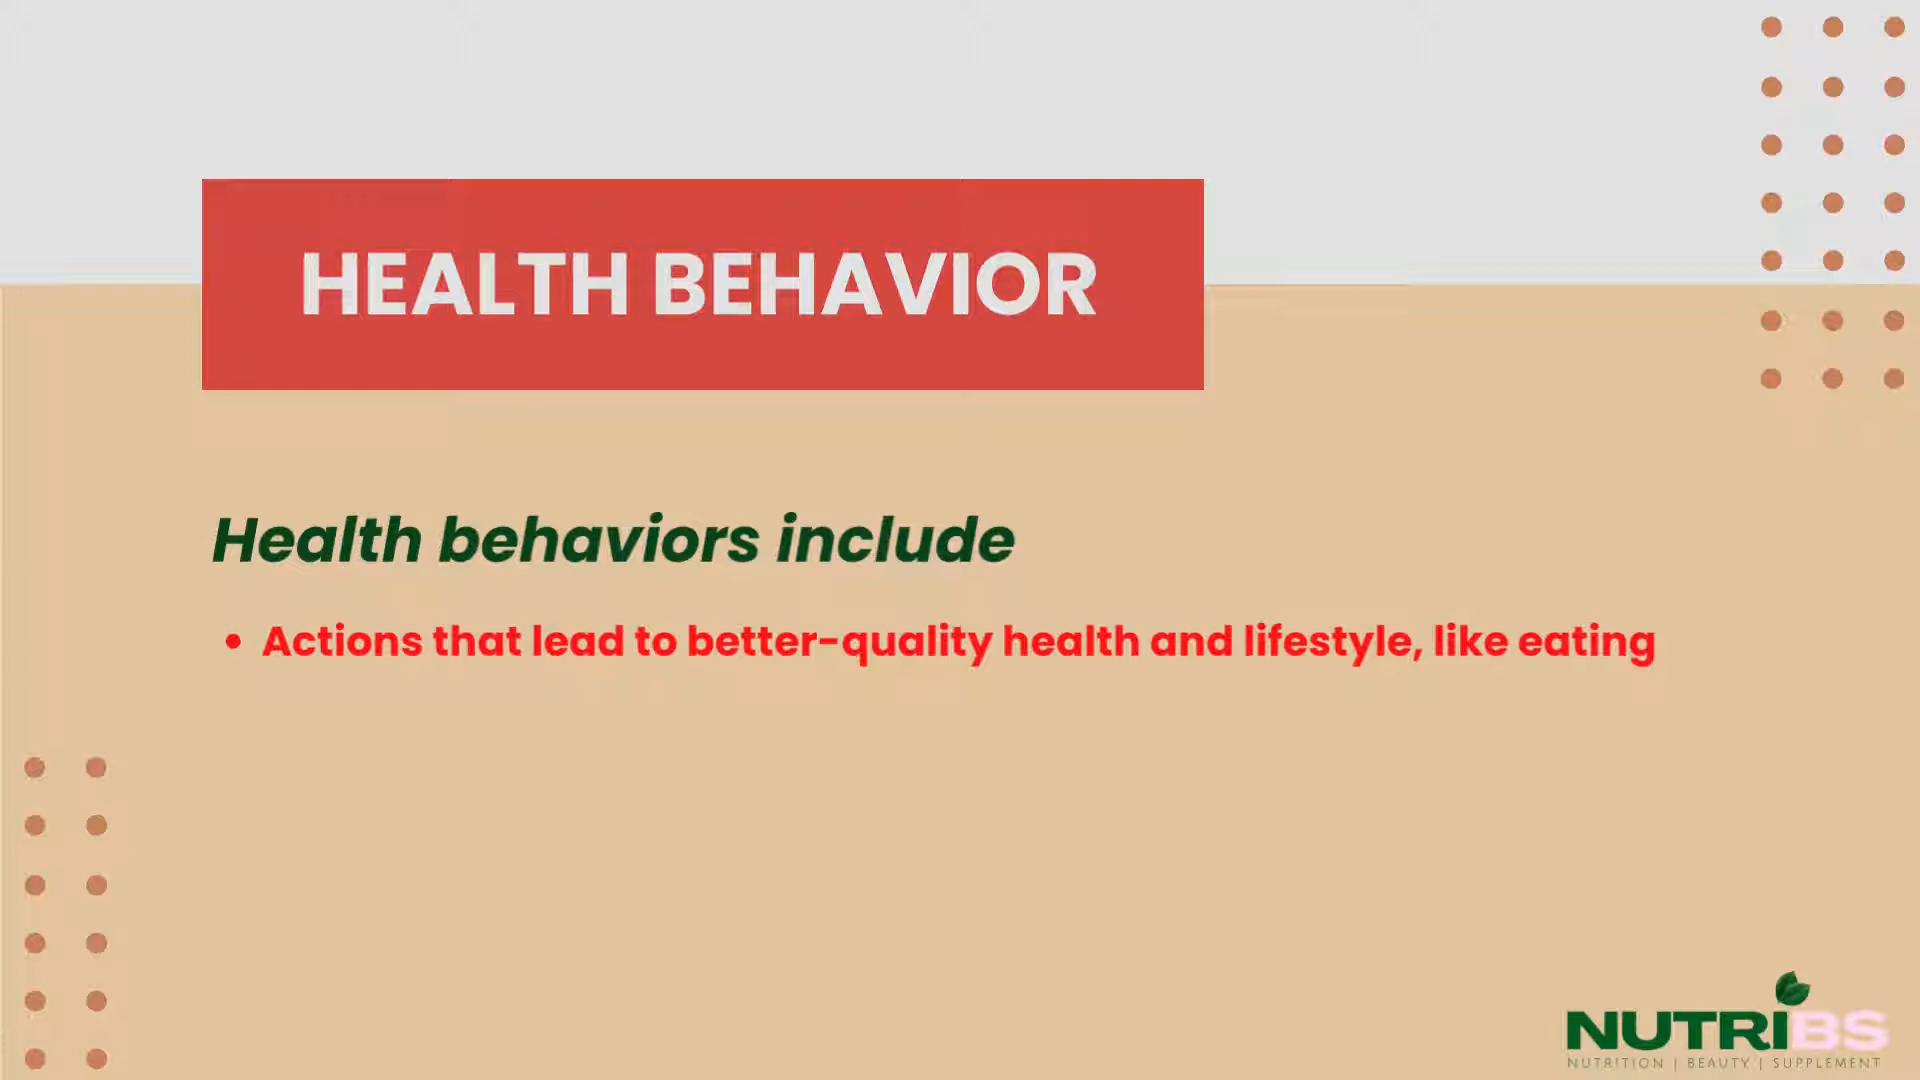 HEALTH BEHAVIOR
Health behaviors include
• Actions that lead to better-quality health and lifestyle, like eating
NUTRIBS
NUTRITION | BEAUTY | SUPPLEMENT